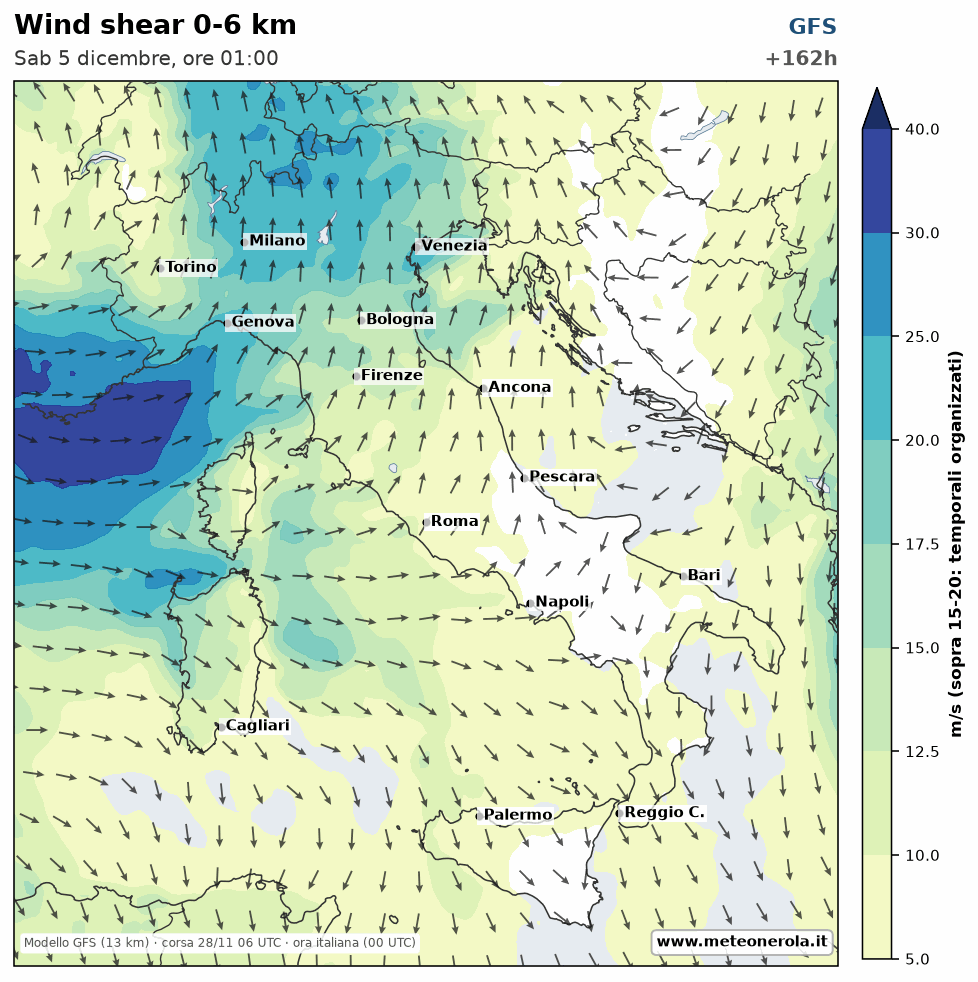 Wind shear 0-6 km
GFS
Sab 5 dicembre, ore 01:00
+162h
Milano
Venezia
Torino
Genova
Bologna
Firenze
Ancona
Pescara
Roma
Bari
Napoli
Cagliari
Palermo
Reggio C.
40.0
30.0
25.0
20.0
17.5
15.0
12.5
10.0
5.0
m/s (sopra 15-20: temporali organizzati)
Modello GFS (13 km) · corsa 28/11 06 UTC · ora italiana (00 UTC)
www.meteonerola.it